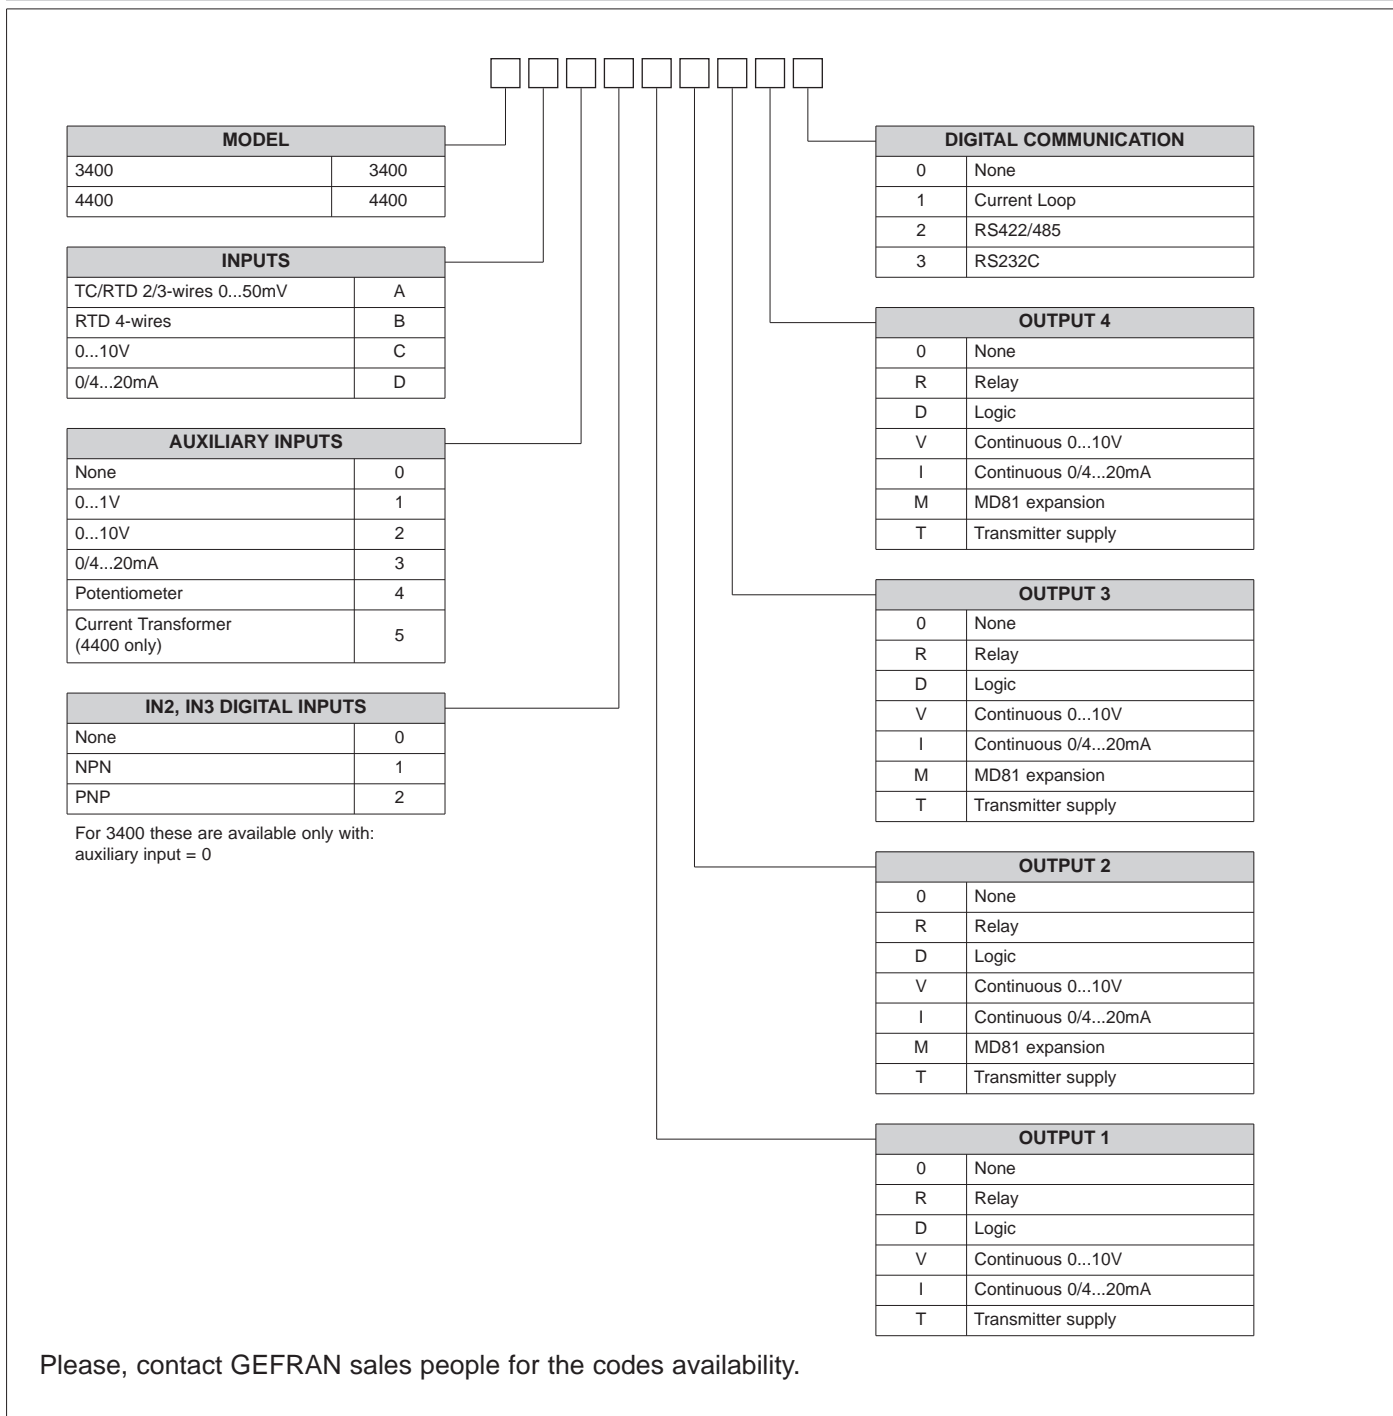 MODEL
3400 3400
4400 4400
INPUTS
TC/RTD 2/3-wires 0...50mV A
RTD 4-wires B
0...10V C
0/4...20mA D
AUXILIARY INPUTS
None 0
0...1V 1
0...10V 2
0/4...20mA 3
Potentiometer 4
Current Transformer
(4400 only) 5
IN2, IN3 DIGITAL INPUTS
None 0
NPN 1
PNP 2
For 3400 these are available only with:
auxiliary input = 0
DIGITAL COMMUNICATION
0 None
1 Current Loop
2 RS422/485
3 RS232C
OUTPUT 4
0 None
R Relay
D Logic
V Continuous 0...10V
I Continuous 0/4...20mA
M MD81 expansion
T Transmitter supply
OUTPUT 3
0 None
R Relay
D Logic
V Continuous 0...10V
I Continuous 0/4...20mA
M MD81 expansion
T Transmitter supply
OUTPUT 2
0 None
R Relay
D Logic
V Continuous 0...10V
I Continuous 0/4...20mA
M MD81 expansion
T Transmitter supply
OUTPUT 1
0 None
R Relay
D Logic
V Continuous 0...10V
I Continuous 0/4...20mA
T Transmitter supply
Please, contact GEFRAN sales people for the codes availability.